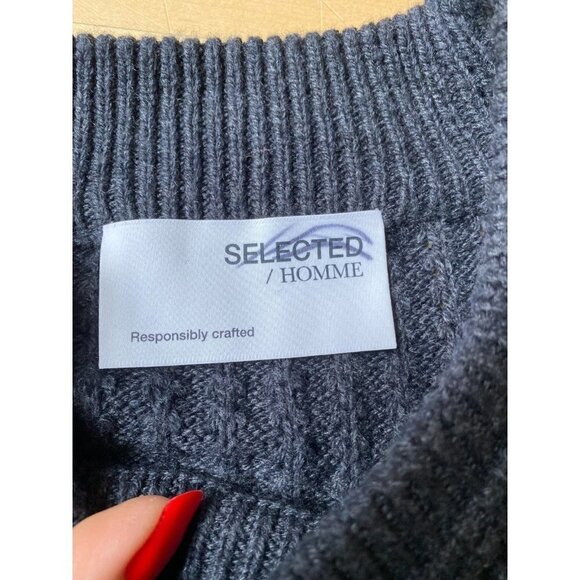 SELECTED
/ HOMME
Responsibly crafted